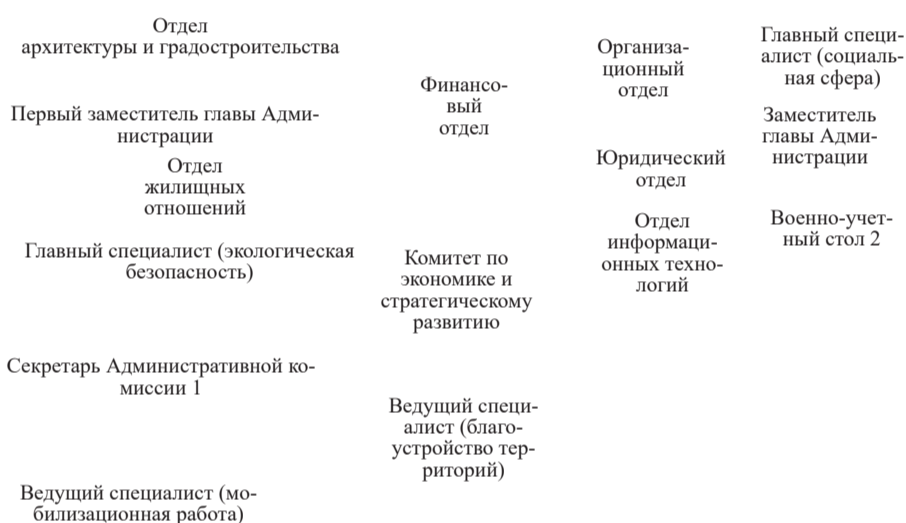 Отдел
архитектуры и градостроительства
Первый заместитель главы Адми-
нистрации
Отдел
жилищных
отношений
Главный специалист (экологическая
безопасность)
Секретарь Административной ко-
миссии 1
Ведущий специалист (мо-
билизационная работа)
Финансо-
вый
отдел
Комитет по
экономике и
стратегическому
развитию
Ведущий специ-
алист (благо-
устройство тер-
риторий)
Организа-
ционный
отдел
Юридический
отдел
Отдел
информаци-
онных техно-
логий
Главный специ-
алист (социаль-
ная сфера)
Заместитель
главы Адми-
нистрации
Военно-учет-
ный стол 2